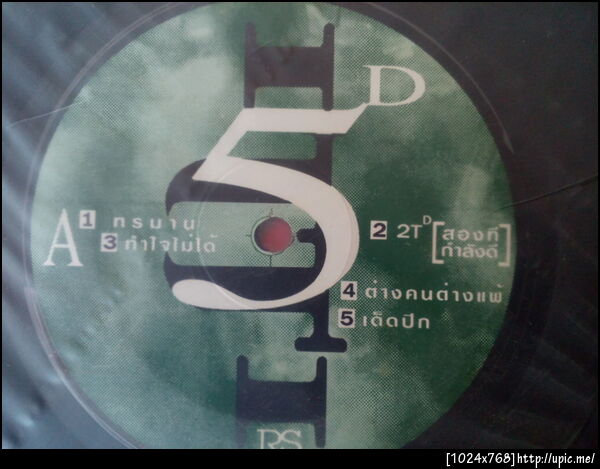 5D
A
1 ทรมาน
3 ทำใจไม่ได้
2 2TD [สองที
กำลังดี]
4 ต่างคนต่างแพ้
5 เด็ดปีก
RS
[1024x768]http://upic.me/